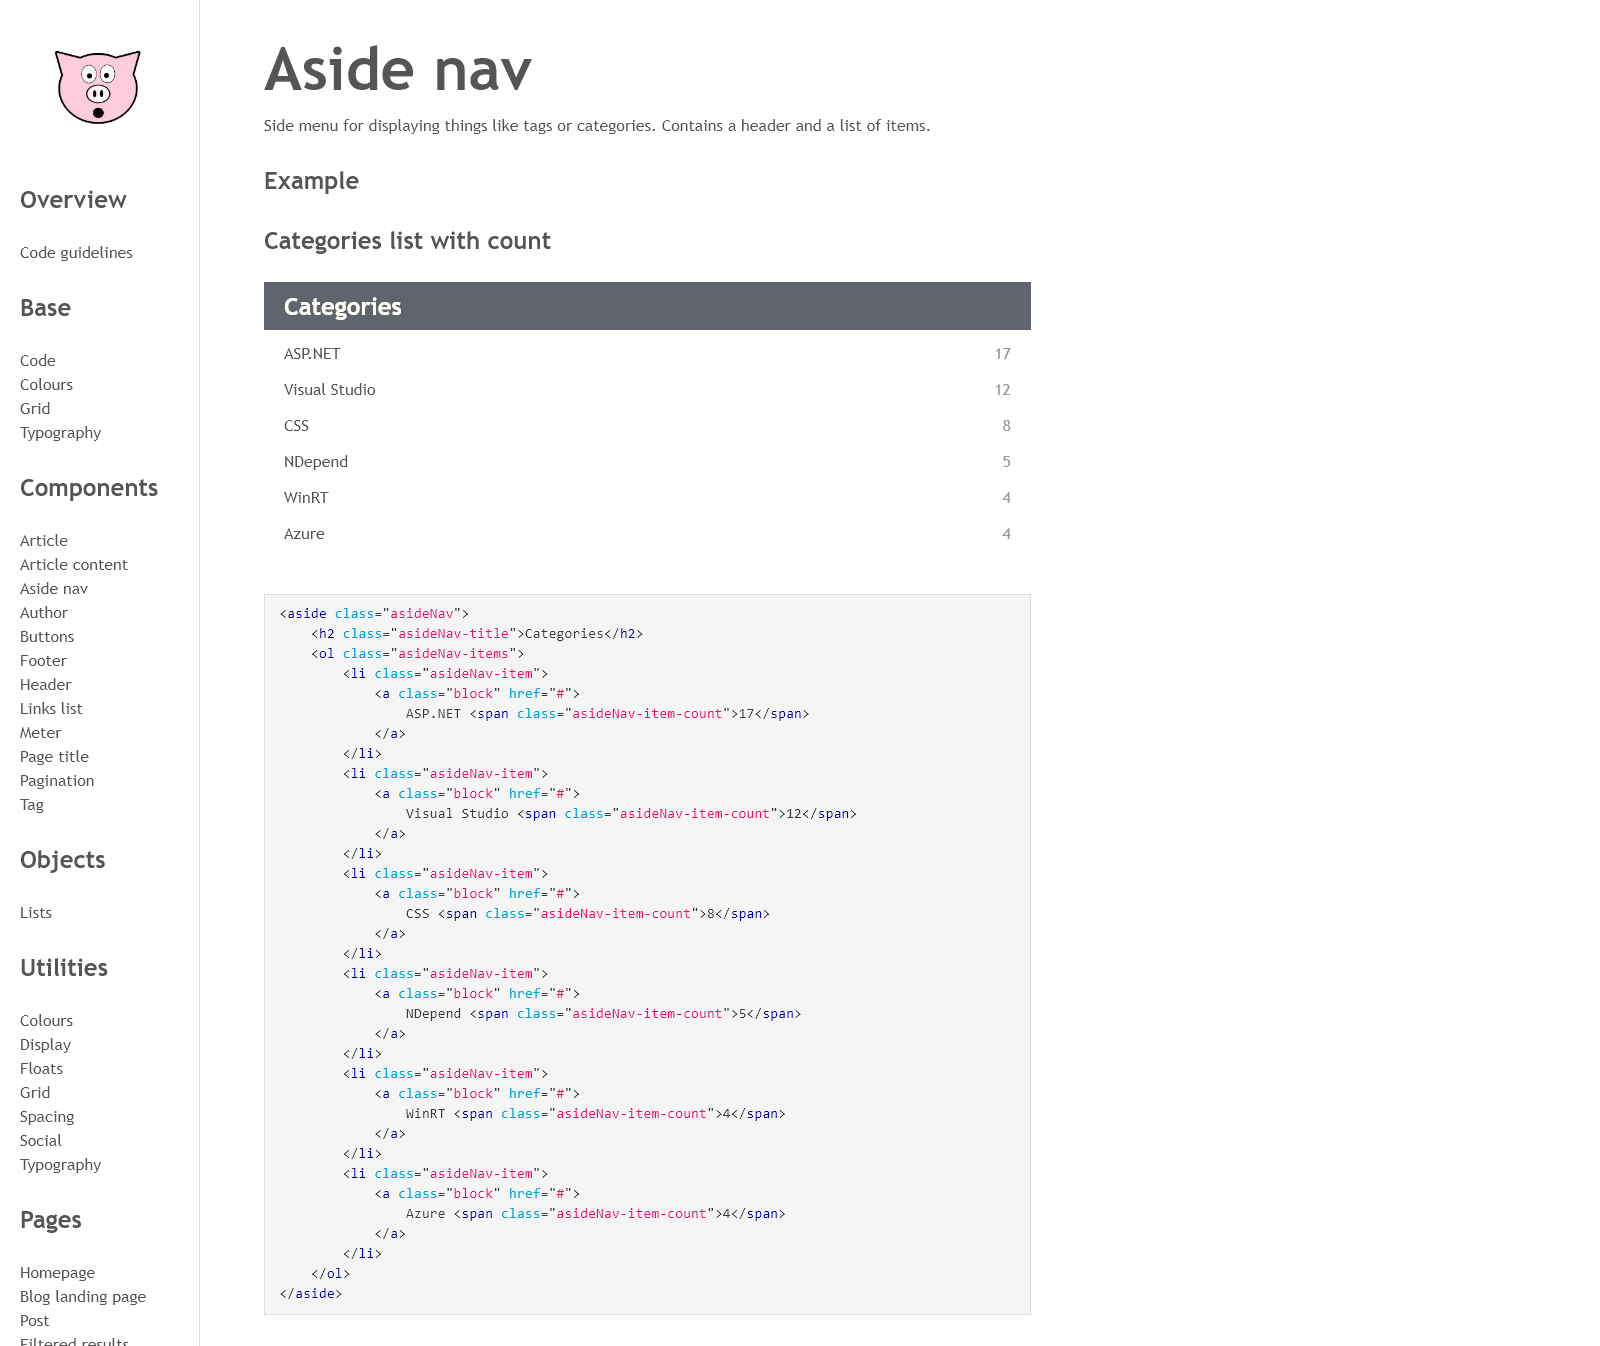 Overview
Code guidelines
Base
Code
Colours
Grid
Typography
Components
Article
Article content
Aside nav
Author
Buttons
Footer
Header
Links list
Meter
Page title
Pagination
Tag
Objects
Lists
Utilities
Colours
Display
Floats
Grid
Spacing
Social
Typography
Pages
Homepage
Blog landing page
Post
Filtered results
Aside nav
Side menu for displaying things like tags or categories. Contains a header and a list of items.
Example
Categories list with count
Categories
ASP.NET 17
Visual Studio 12
CSS 8
NDepend 5
WinRT 4
Azure 4
<aside class="asideNav">
    <h2 class="asideNav-title">Categories</h2>
    <ol class="asideNav-items">
        <li class="asideNav-item">
            <a class="block" href="#">
                ASP.NET <span class="asideNav-item-count">17</span>
            </a>
        </li>
        <li class="asideNav-item">
            <a class="block" href="#">
                Visual Studio <span class="asideNav-item-count">12</span>
            </a>
        </li>
        <li class="asideNav-item">
            <a class="block" href="#">
                CSS <span class="asideNav-item-count">8</span>
            </a>
        </li>
        <li class="asideNav-item">
            <a class="block" href="#">
                NDepend <span class="asideNav-item-count">5</span>
            </a>
        </li>
        <li class="asideNav-item">
            <a class="block" href="#">
                WinRT <span class="asideNav-item-count">4</span>
            </a>
        </li>
        <li class="asideNav-item">
            <a class="block" href="#">
                Azure <span class="asideNav-item-count">4</span>
            </a>
        </li>
    </ol>
</aside>